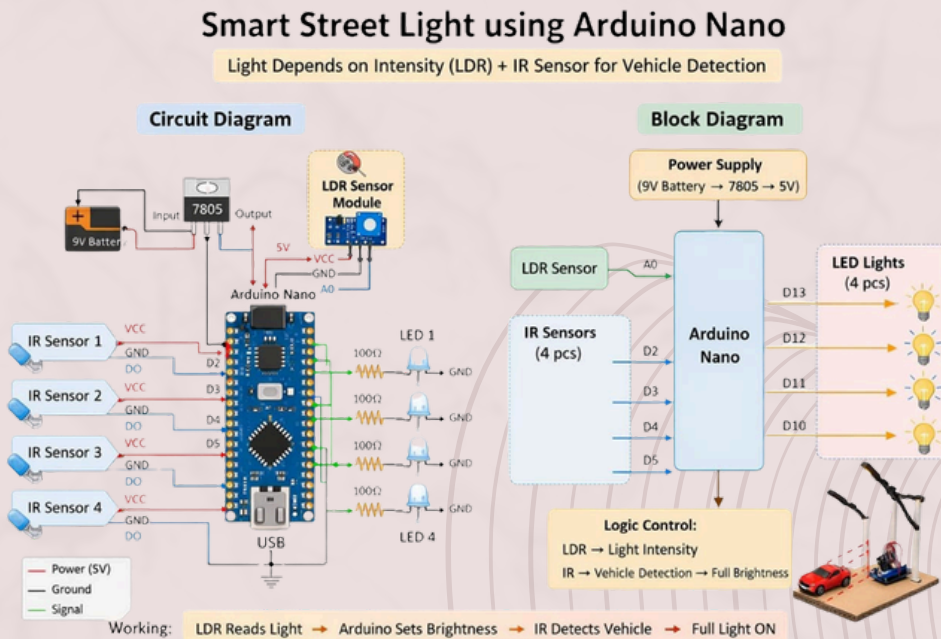 Smart Street Light using Arduino Nano
Light Depends on Intensity (LDR) + IR Sensor for Vehicle Detection
Circuit Diagram
7805
Input
Output
9V Batter
LDR Sensor
Module
5V
VCC
GND
A0
Arduino Nano
IR Sensor 1
VCC
GND
DO
D2
IR Sensor 2
VCC
GND
DO
D3
D4
IR Sensor 3
VCC
GND
DO
D5
IR Sensor 4
VCC
GND
DO
LED 1
100Ω
GND
100Ω
GND
100Ω
GND
100Ω
GND
LED 4
USB
Power (5V)
Ground
Signal
Block Diagram
Power Supply
(9V Battery → 7805 → 5V)
LDR Sensor
A0
IR Sensors
(4 pcs)
D2
D3
D4
D5
Arduino
Nano
D13
D12
D11
D10
LED Lights
(4 pcs)
Logic Control:
LDR → Light Intensity
IR → Vehicle Detection → Full Brightness
Working: LDR Reads Light → Arduino Sets Brightness → IR Detects Vehicle → Full Light ON